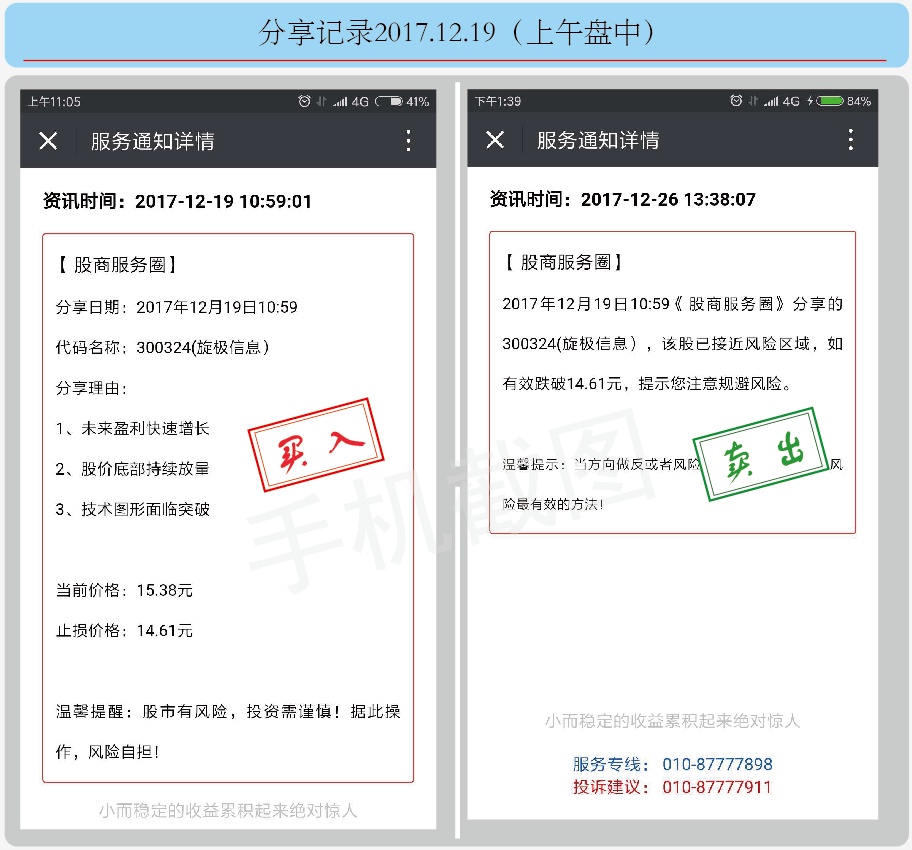 分享记录2017.12.19（上午盘中）
上午11:05
4G
41%
服务通知详情
资讯时间：2017-12-19 10:59:01
【 股商服务圈】
分享日期：2017年12月19日10:59
代码名称：300324(旋极信息）
分享理由：
1、未来盈利快速增长
2、股价底部持续放量
3、技术图形面临突破
买入
当前价格：15.38元
止损价格：14.61元
温馨提醒：股市有风险，投资需谨慎！据此操
作，风险自担！
小而稳定的收益累积起来绝对惊人
下午1:39
4G
84%
服务通知详情
资讯时间：2017-12-26 13:38:07
【 股商服务圈】
2017年12月19日10:59《 股商服务圈》分享的
300324(旋极信息），该股已接近风险区域，如
有效跌破14.61元，提示您注意规避风险。
卖出
温馨提示：当方向做反或者风险
风
险最有效的方法！
小而稳定的收益累积起来绝对惊人
服务专线： 010-87777898
投诉建议： 010-87777911
手机截图